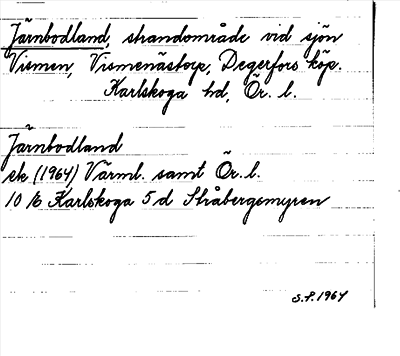 Järnbodland, strandområde vid sjön
Vismen, Vismenästorp, Degerfors köp.
Karlskoga hd, Ör. l.
Järnbodland
ek (1964) Värml. samt Ör. l.
10 E Karlskoga 5 d Stråbergsmyren
S.F. 1964